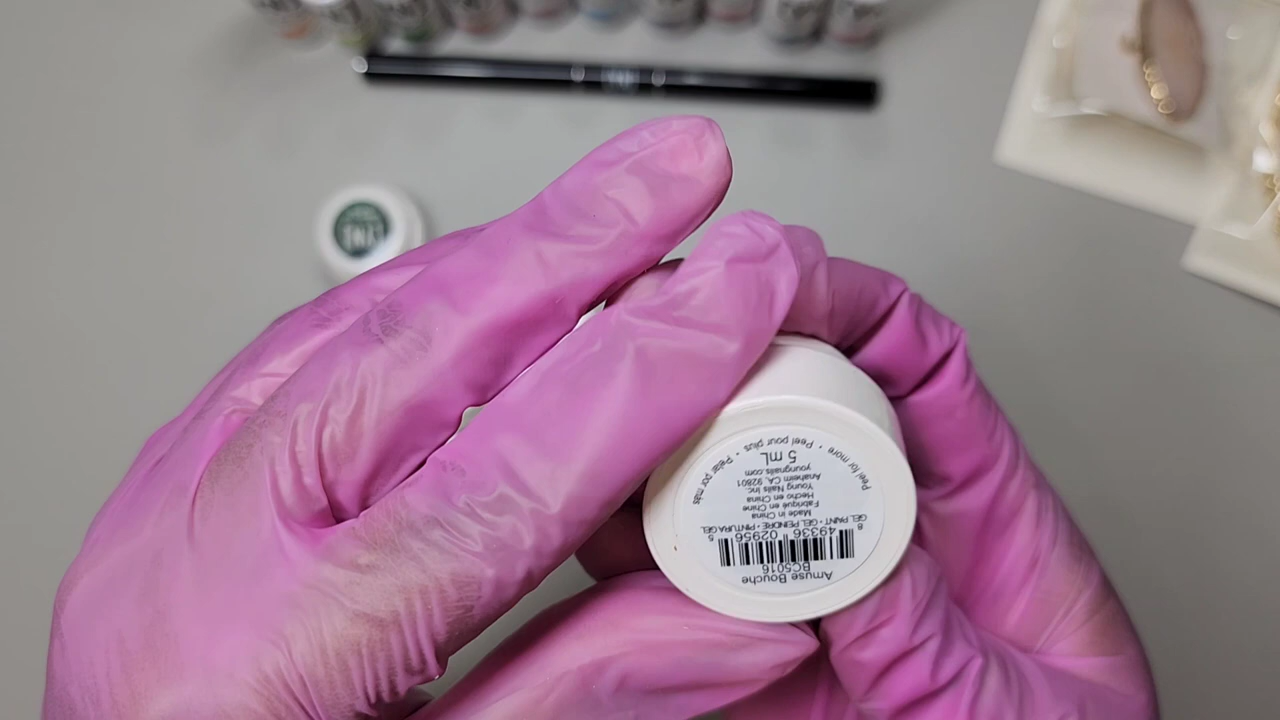 Amuse Bouche
BC5016
8 49336 02956 5
GEL PAINT • GEL PEINDRE • PINTURA GEL
Made in China
Fabriqué en Chine
Hecho en China
Young Nails Inc.
Anaheim CA, 92801
youngnails.com
5 mL
Peel for more • Peel pour plus • Pelar por más